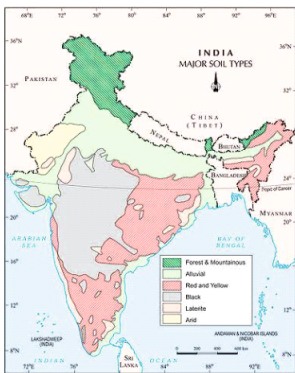 68°E 72° 76° 80° 84° 88° 92° 96°E
36°N
INDIA
MAJOR SOIL TYPES
PAKISTAN
32°
CHINA
(TIBET)
28°
NEPAL
BHUTAN
BANGLADESH
24°
Tropic of Cancer
MYANMAR
20°
ARABIAN
SEA
BAY OF
BENGAL
16°
Forest & Mountainous
Alluvial
Red and Yellow
Black
Laterite
Arid
12°
LAKSHADWEEP
(INDIA)
ANDAMAN & NICOBAR ISLANDS
(INDIA)
8°N
INDIAN
SRI
LANKA
OCEAN
72° 76° 80° 84° 88° 92°